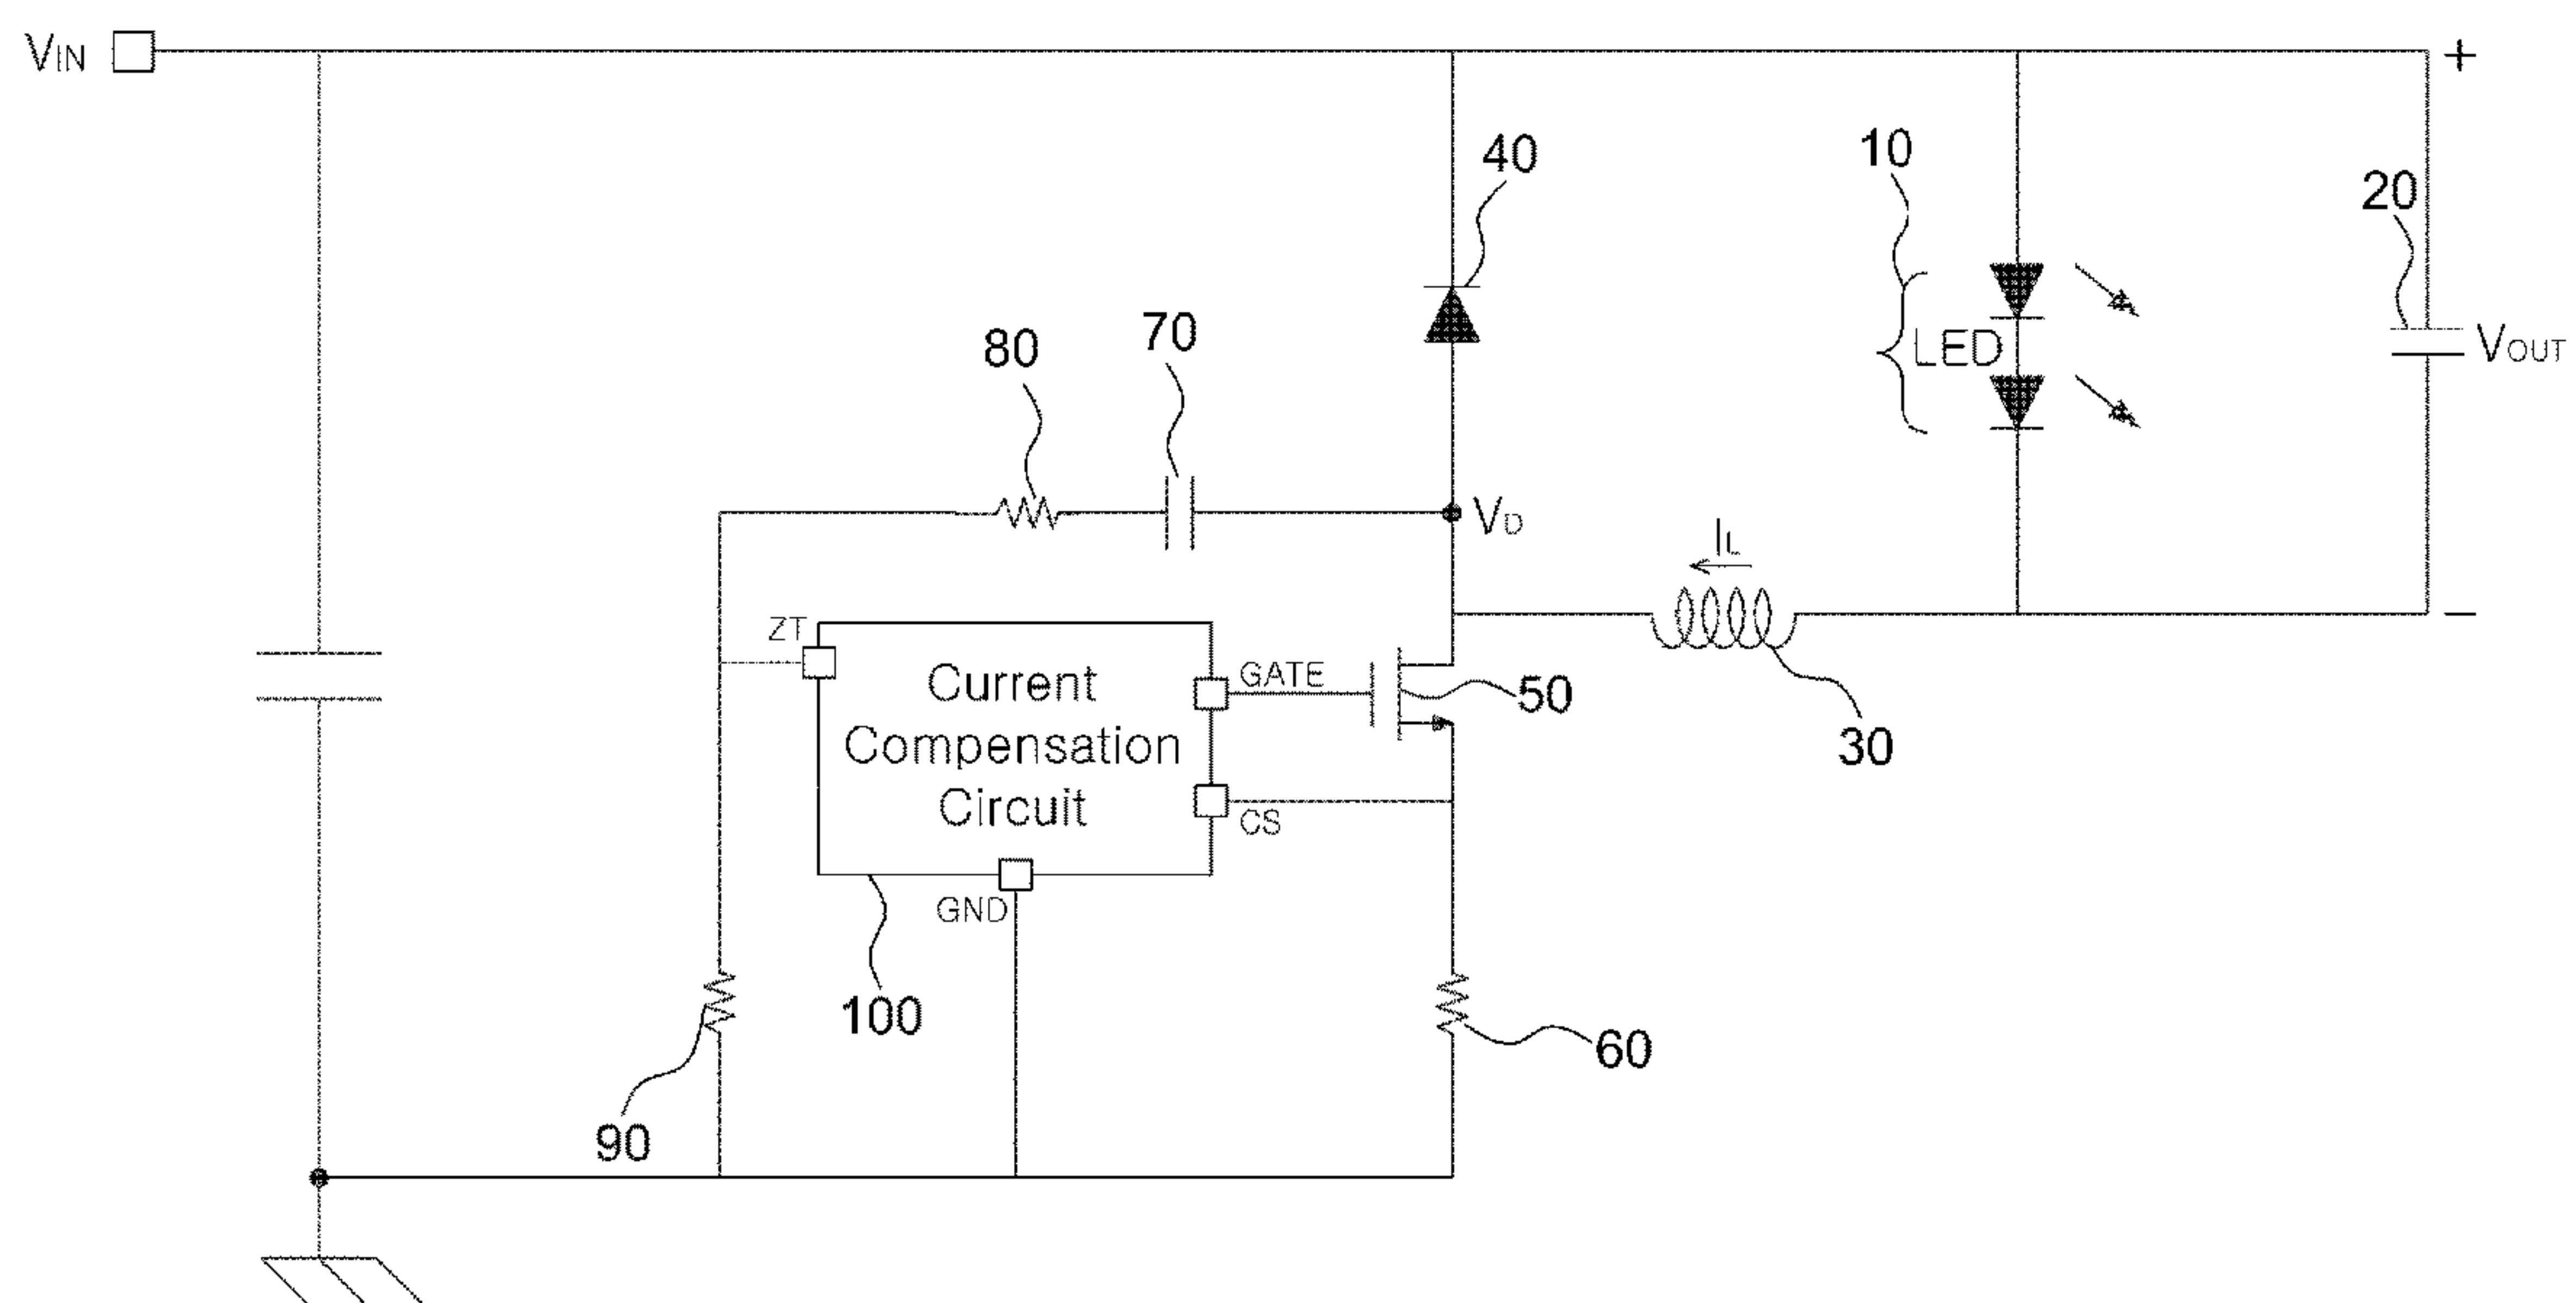 VIN
+
40
10
20
70
80
LED
VOUT
VD
IL
ZT
GATE
Current
Compensation
Circuit
50
30
CS
GND
100
60
90
−